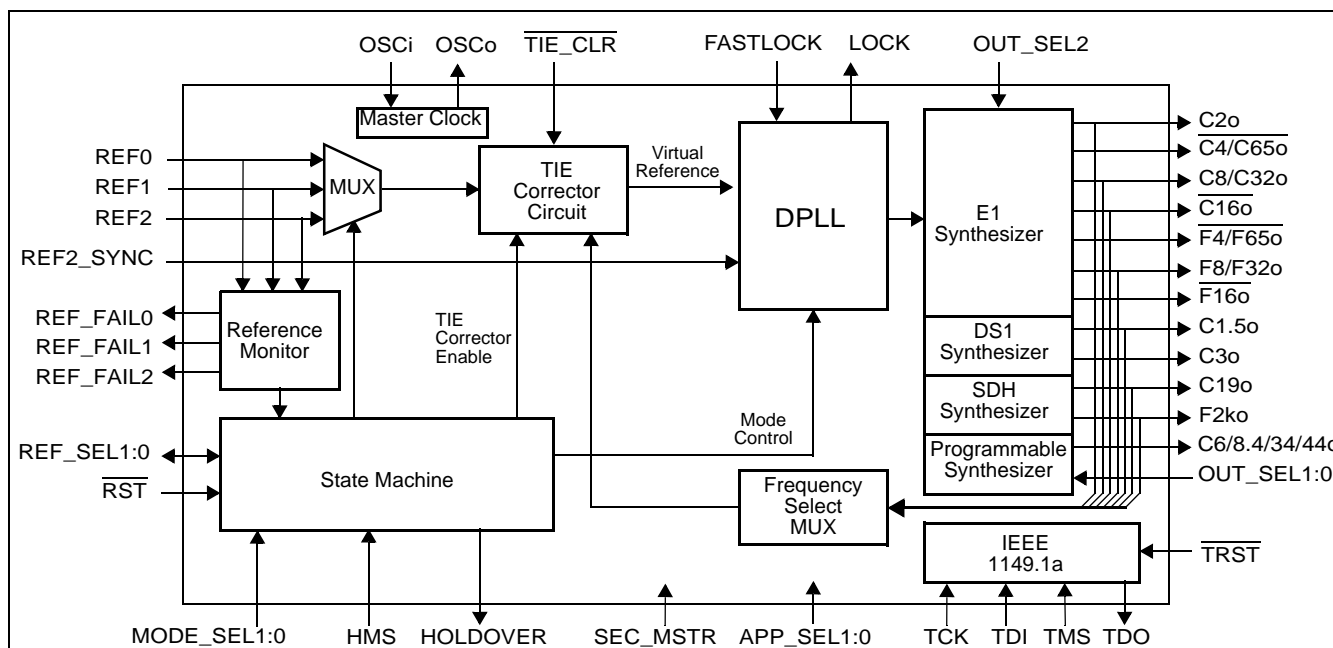 OSCi
OSCo
TIE_CLR
FASTLOCK
LOCK
OUT_SEL2
Master Clock
REF0
REF1
REF2
REF2_SYNC
MUX
TIE
Corrector
Circuit
Virtual
Reference
DPLL
E1
Synthesizer
C2o
C4/C65o
C8/C32o
C16o
F4/F65o
F8/F32o
F16o
REF_FAIL0
REF_FAIL1
REF_FAIL2
Reference
Monitor
TIE
Corrector
Enable
DS1
Synthesizer
C1.5o
C3o
SDH
Synthesizer
C19o
F2ko
Mode
Control
Programmable
Synthesizer
C6/8.4/34/44o
OUT_SEL1:0
REF_SEL1:0
RST
State Machine
Frequency
Select
MUX
IEEE
1149.1a
TRST
MODE_SEL1:0
HMS
HOLDOVER
SEC_MSTR
APP_SEL1:0
TCK
TDI
TMS
TDO